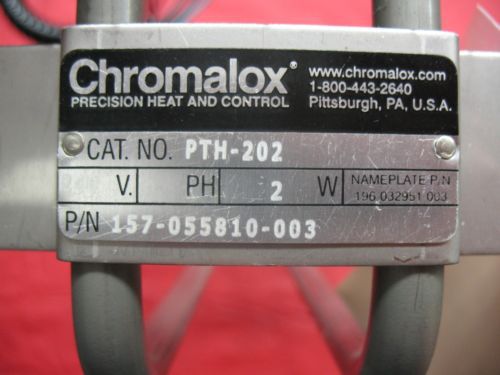 Chromalox®
PRECISION HEAT AND CONTROL
www.chromalox.com
1-800-443-2640
Pittsburgh, PA, U.S.A.
CAT. NO. PTH-202
V. PH 2 W NAMEPLATE P/N
196-032951-003
P/N 157-055810-003